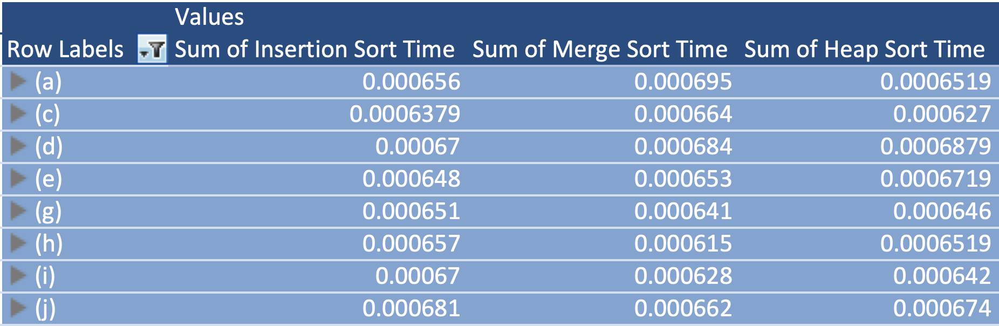 Values
Row Labels Sum of Insertion Sort Time Sum of Merge Sort Time Sum of Heap Sort Time
(a) 0.000656 0.000695 0.0006519
(c) 0.0006379 0.000664 0.000627
(d) 0.00067 0.000684 0.0006879
(e) 0.000648 0.000653 0.0006719
(g) 0.000651 0.000641 0.000646
(h) 0.000657 0.000615 0.0006519
(i) 0.00067 0.000628 0.000642
(j) 0.000681 0.000662 0.000674